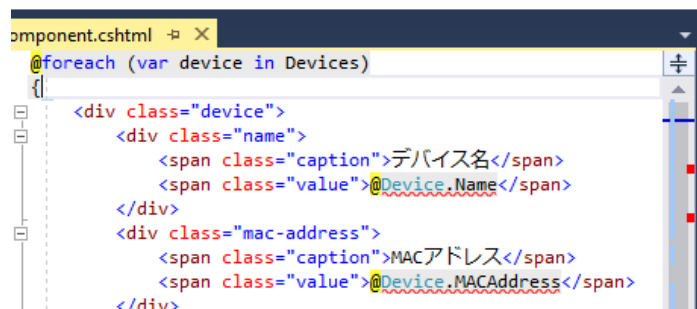 omponent.cshtml
@foreach (var device in Devices)
{
<div class="device">
<div class="name">
<span class="caption">デバイス名</span>
<span class="value">@Device.Name</span>
</div>
<div class="mac-address">
<span class="caption">MACアドレス</span>
<span class="value">@Device.MACAddress</span>
</div>